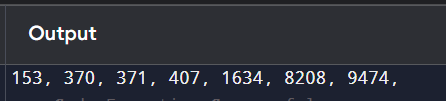 Output
153, 370, 371, 407, 1634, 8208, 9474,